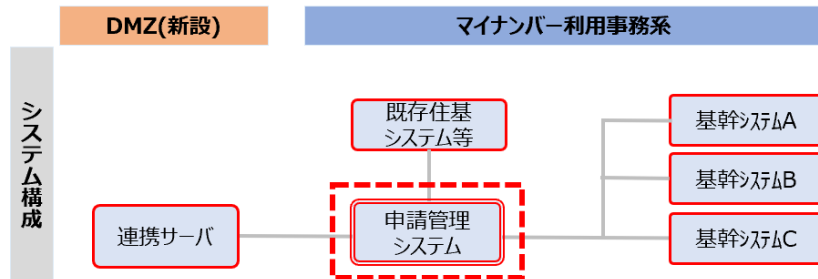 DMZ(新設)
マイナンバー利用事務系
システム構成
既存住基
システム等
基幹システムA
基幹システムB
連携サーバ
申請管理
システム
基幹システムC